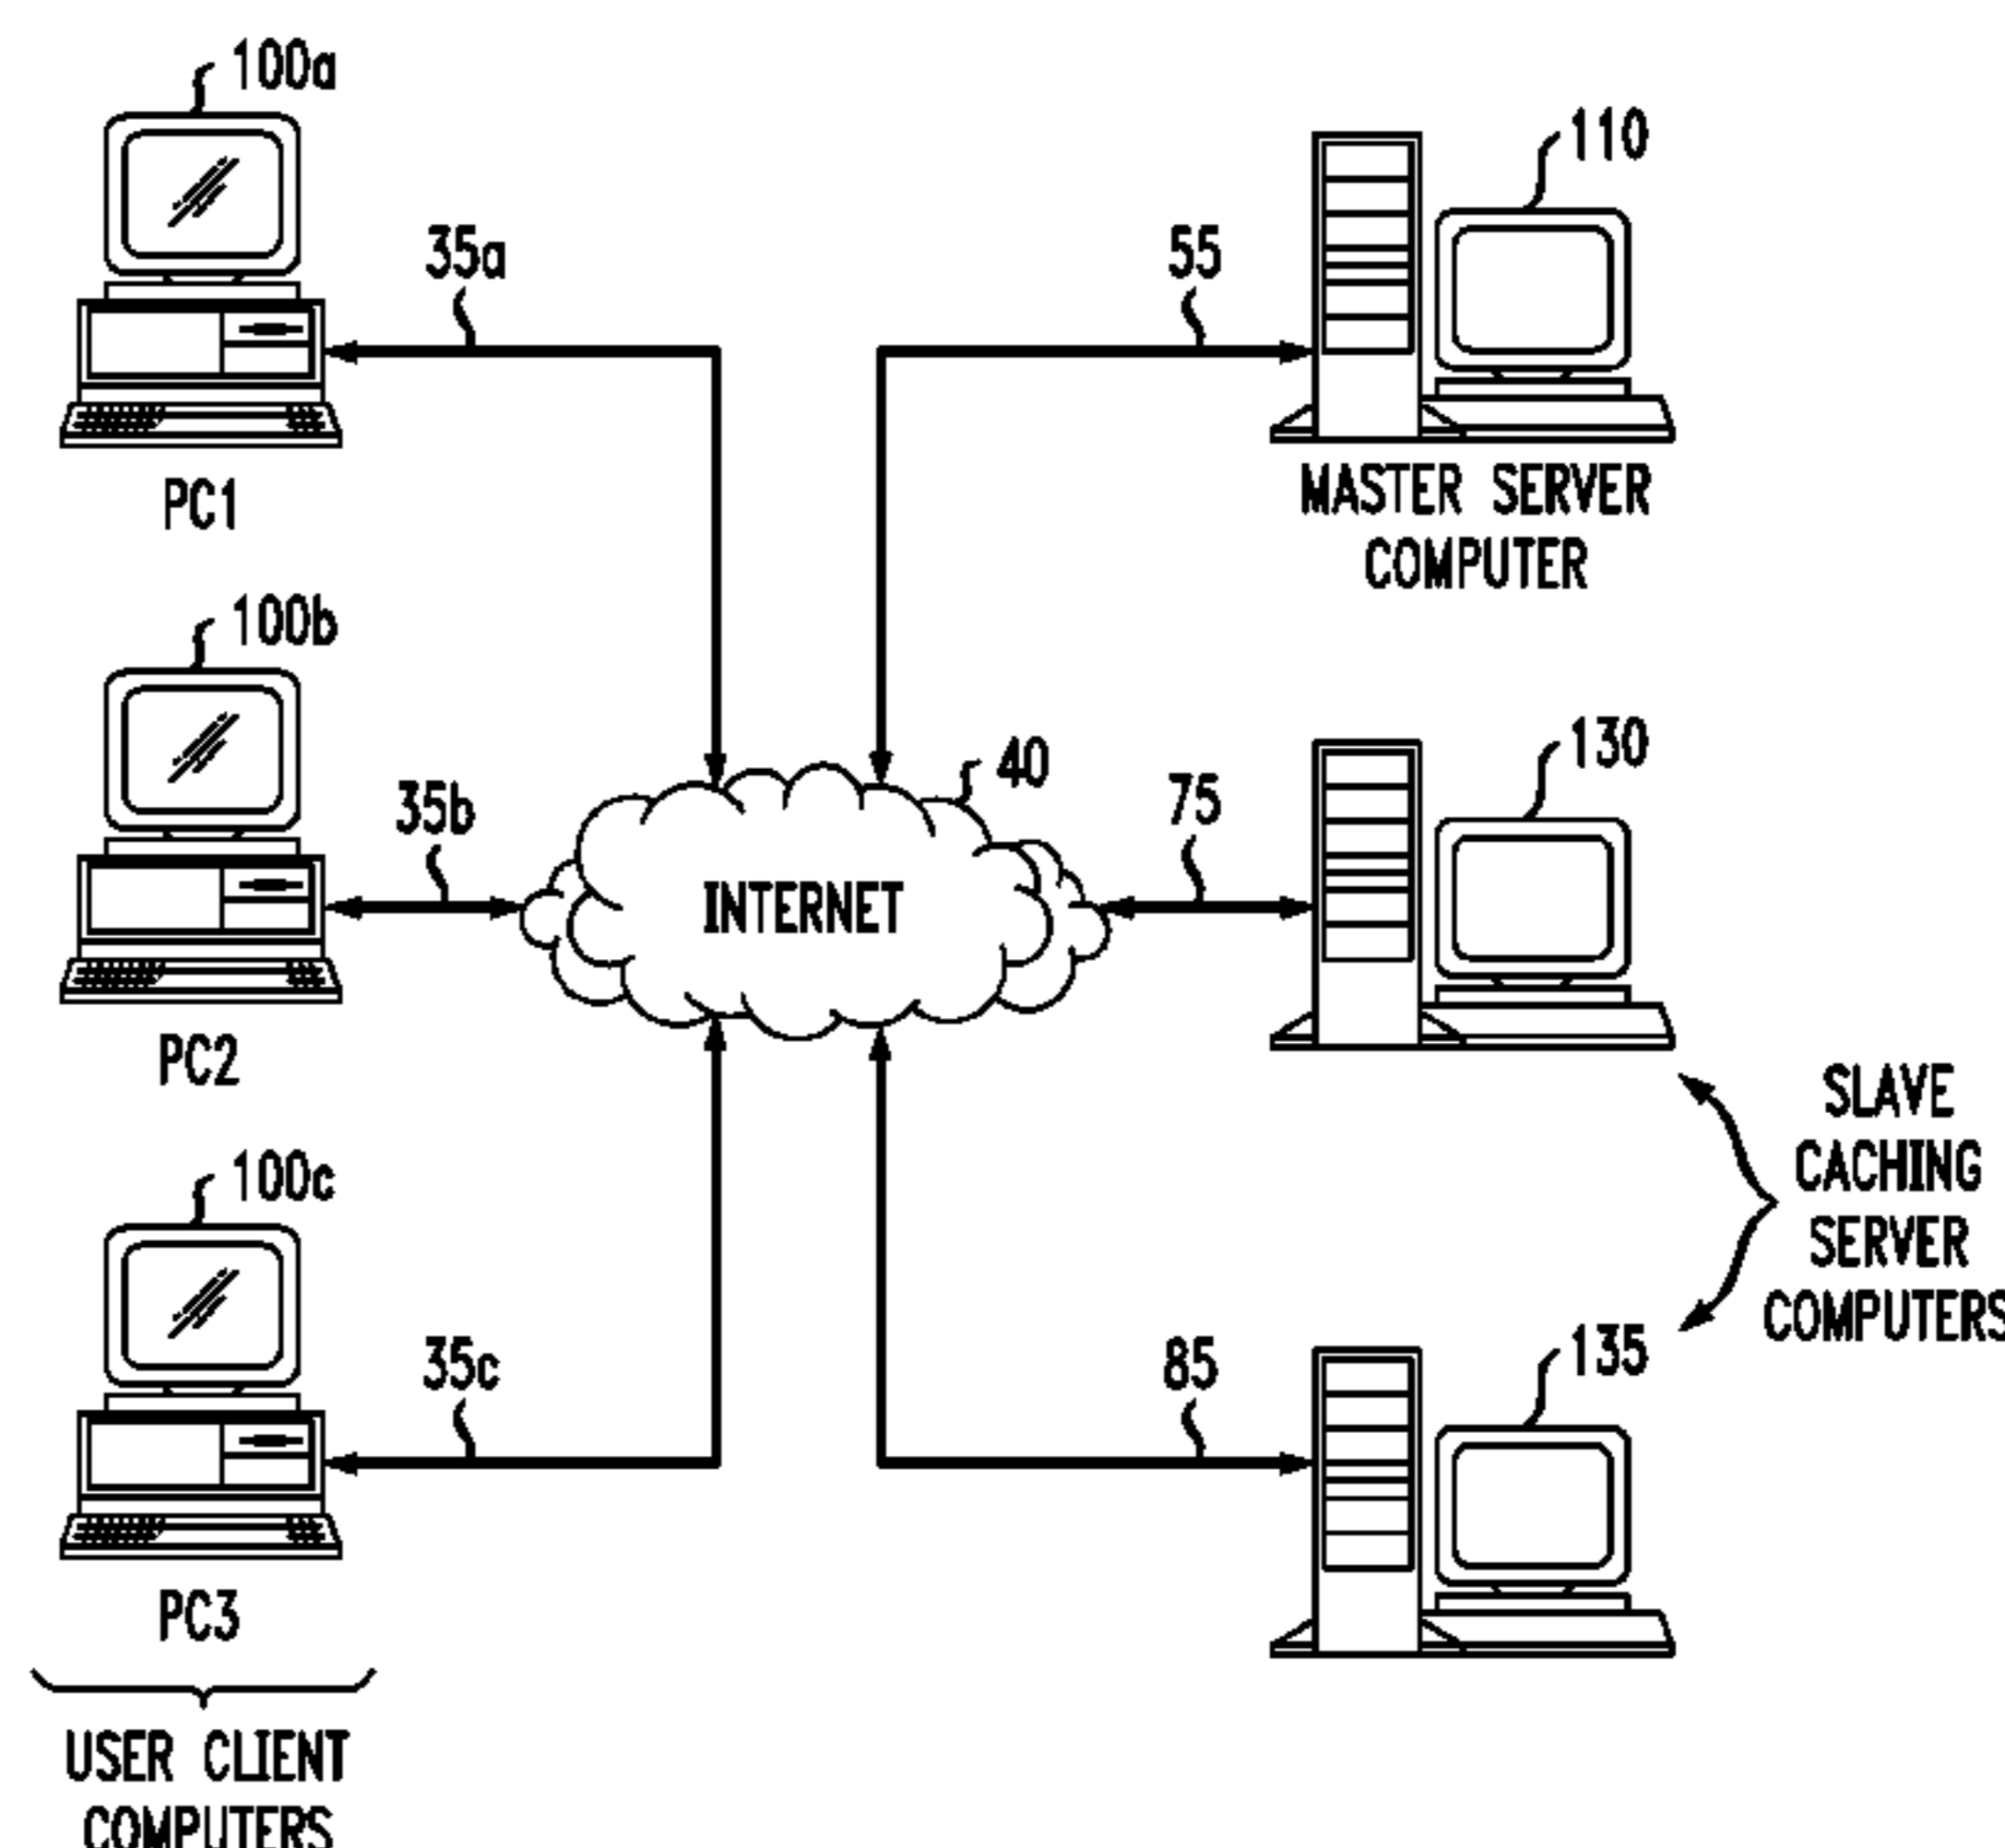 100a
35a
PC1
100b
35b
PC2
100c
35c
PC3
USER CLIENT
COMPUTERS
40
INTERNET
55
110
MASTER SERVER
COMPUTER
75
130
SLAVE
CACHING
SERVER
COMPUTERS
85
135